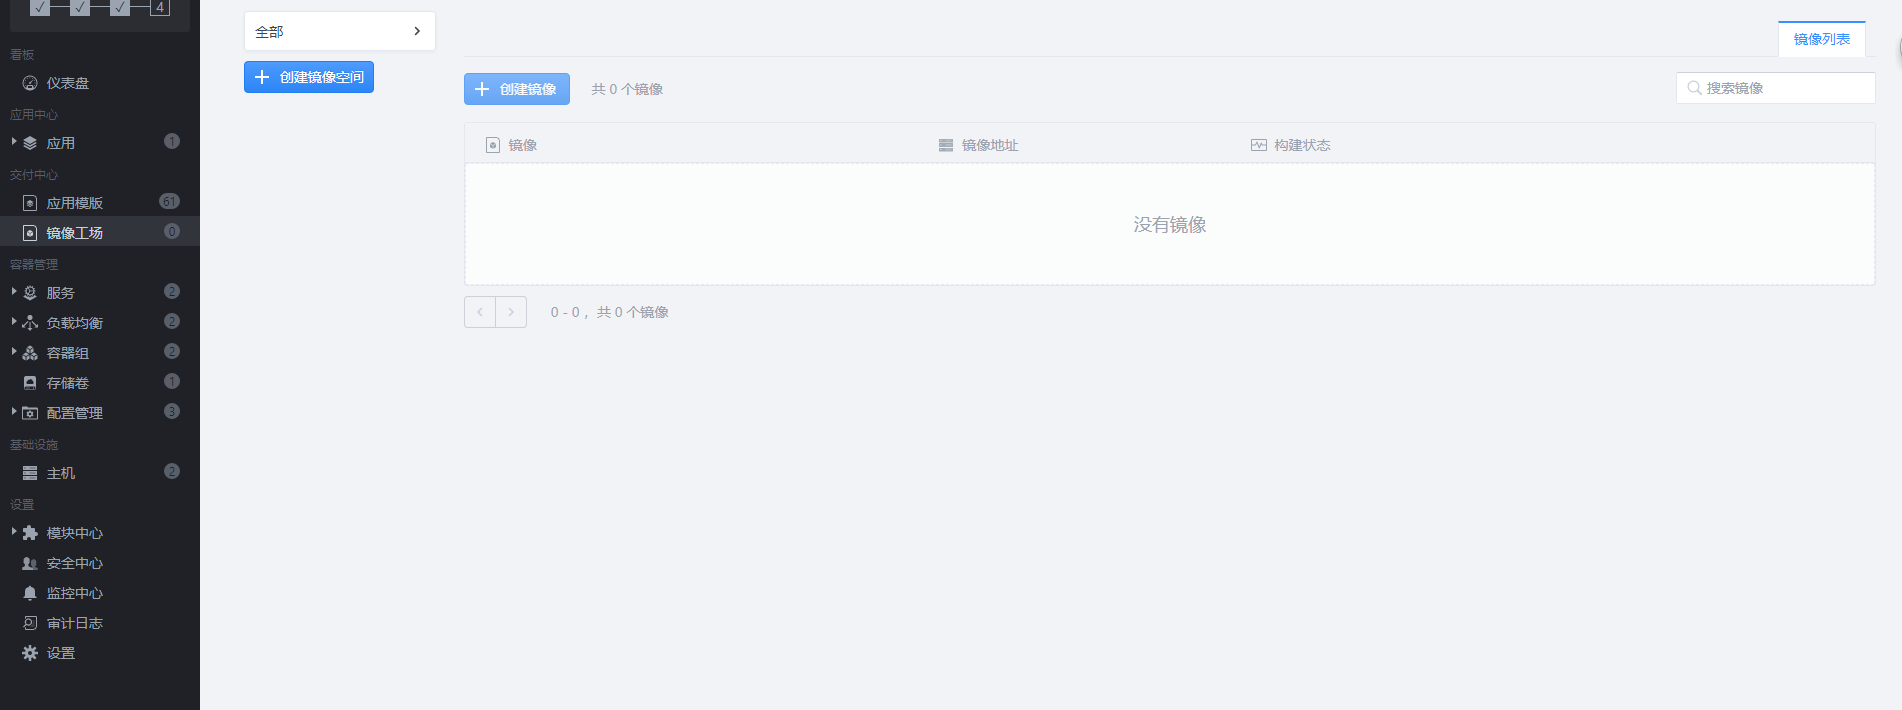 4
看板
仪表盘
应用中心
应用 1
交付中心
应用模版 61
镜像工场 0
容器管理
服务 2
负载均衡 2
容器组 2
存储卷 1
配置管理 3
基础设施
主机 2
设置
模块中心
安全中心
监控中心
审计日志
设置
全部
创建镜像空间
镜像列表
创建镜像 共 0 个镜像
搜索镜像
镜像 镜像地址 构建状态
没有镜像
0 - 0 ，共 0 个镜像